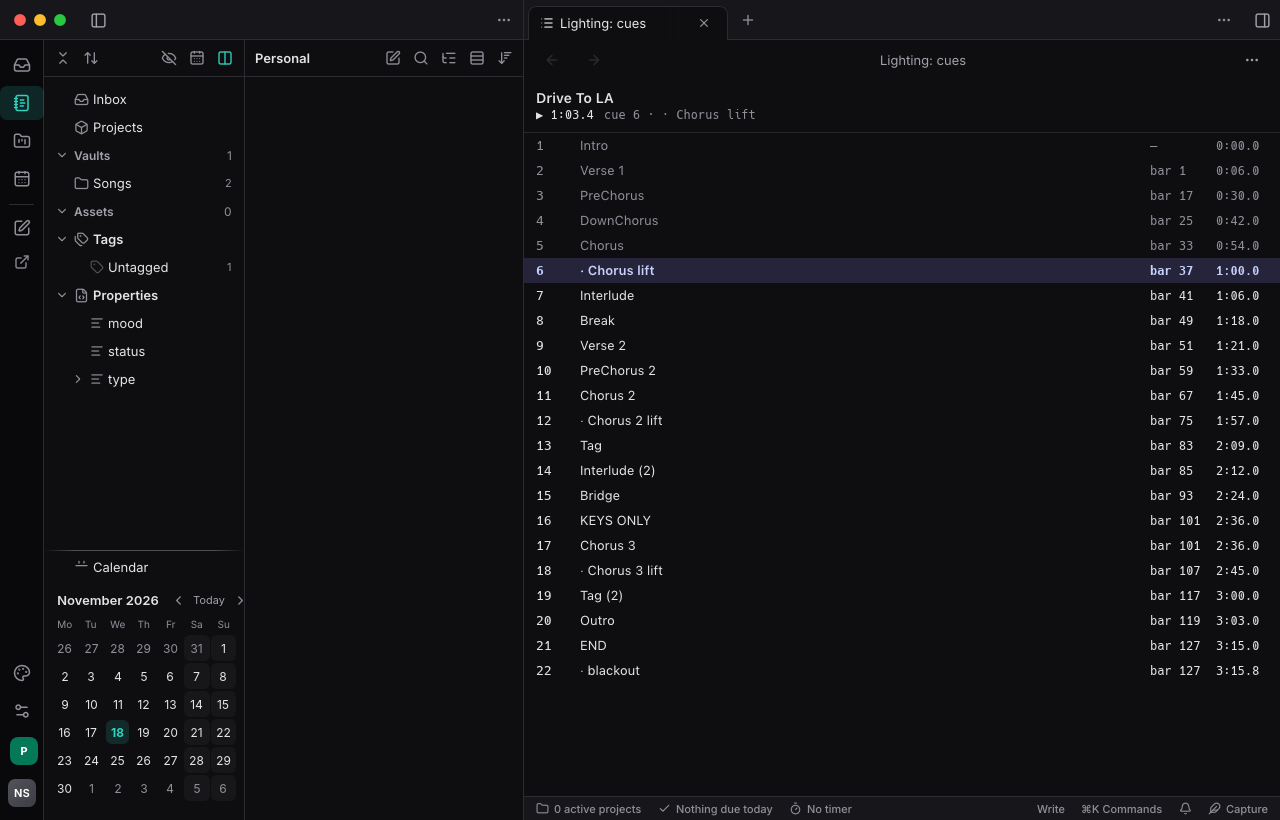 Lighting: cues
Personal
Lighting: cues
Inbox
Projects
Vaults 1
Songs 2
Assets 0
Tags
Untagged 1
Properties
mood
status
type
Calendar
November 2026 Today
Mo Tu We Th Fr Sa Su
26 27 28 29 30 31 1
2 3 4 5 6 7 8
9 10 11 12 13 14 15
16 17 18 19 20 21 22
23 24 25 26 27 28 29
30 1 2 3 4 5 6
P
NS
Drive To LA
▶ 1:03.4 cue 6 · · Chorus lift
1 Intro — 0:00.0
2 Verse 1 bar 1 0:06.0
3 PreChorus bar 17 0:30.0
4 DownChorus bar 25 0:42.0
5 Chorus bar 33 0:54.0
6 · Chorus lift bar 37 1:00.0
7 Interlude bar 41 1:06.0
8 Break bar 49 1:18.0
9 Verse 2 bar 51 1:21.0
10 PreChorus 2 bar 59 1:33.0
11 Chorus 2 bar 67 1:45.0
12 · Chorus 2 lift bar 75 1:57.0
13 Tag bar 83 2:09.0
14 Interlude (2) bar 85 2:12.0
15 Bridge bar 93 2:24.0
16 KEYS ONLY bar 101 2:36.0
17 Chorus 3 bar 101 2:36.0
18 · Chorus 3 lift bar 107 2:45.0
19 Tag (2) bar 117 3:00.0
20 Outro bar 119 3:03.0
21 END bar 127 3:15.0
22 · blackout bar 127 3:15.8
0 active projects Nothing due today No timer Write ⌘K Commands Capture